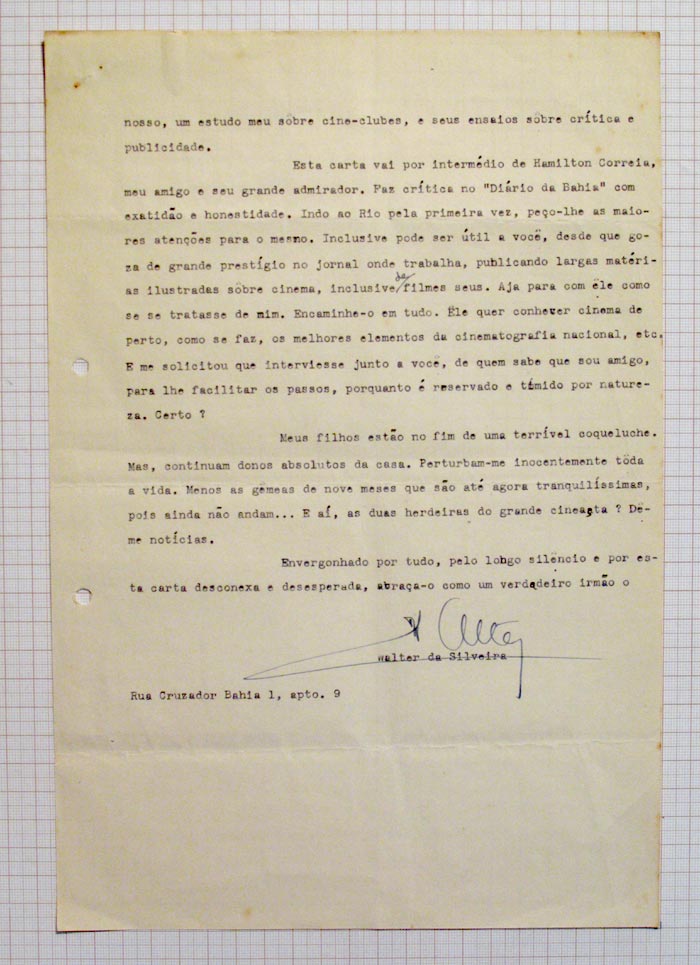 nosso, um estudo meu sôbre cine-clubes, e seus ensaios sôbre crítica e
publicidade.
Esta carta vai por intermédio de Hamilton Correia,
meu amigo e seu grande admirador. Faz crítica no "Diário da Bahia" com
exatidão e honestidade. Indo ao Rio pela primeira vez, peço-lhe as maio-
res atenções para o mesmo. Inclusive pode ser útil a você, desde que go-
za de grande prestígio no jornal onde trabalha, publicando largas matéri-
as ilustradas sôbre cinema, inclusive de filmes seus. Aja para com êle como
se se tratasse de mim. Encaminhe-o em tudo. Êle quer conhever cinema de
perto, como se faz, os melhores elementos da cinematografia nacional, etc.
E me solicitou que interviesse junto a você, de quem sabe que sou amigo,
para lhe facilitar os passos, porquanto é reservado e tímido por nature-
za. Certo ?
Meus filhos estão no fim de uma terrível coqueluche.
Mas, continuam donos absolutos da casa. Perturbam-me inocentemente tôda
a vida. Menos as gêmeas de nove meses que são até agora tranquilíssimas,
pois ainda não andam... E aí, as duas herdeiras do grande cineasta ? Dê-
me notícias.
Envergonhado por tudo, pelo lohgo silêncio e por es-
ta carta desconexa e desesperada, abraça-o como um verdadeiro irmão o
Walter da Silveira
Rua Cruzador Bahia 1, apto. 9